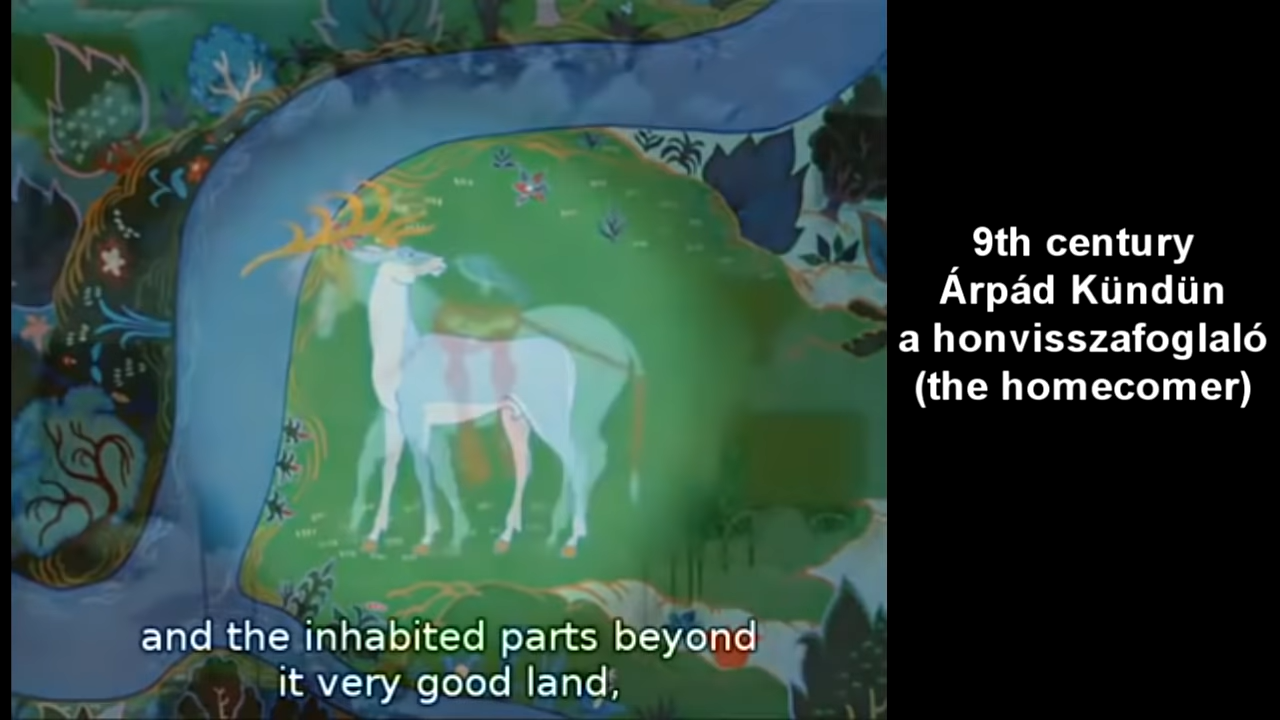 and the inhabited parts beyond
it very good land,
9th century
Árpád Kündün
a honvisszafoglaló
(the homecomer)